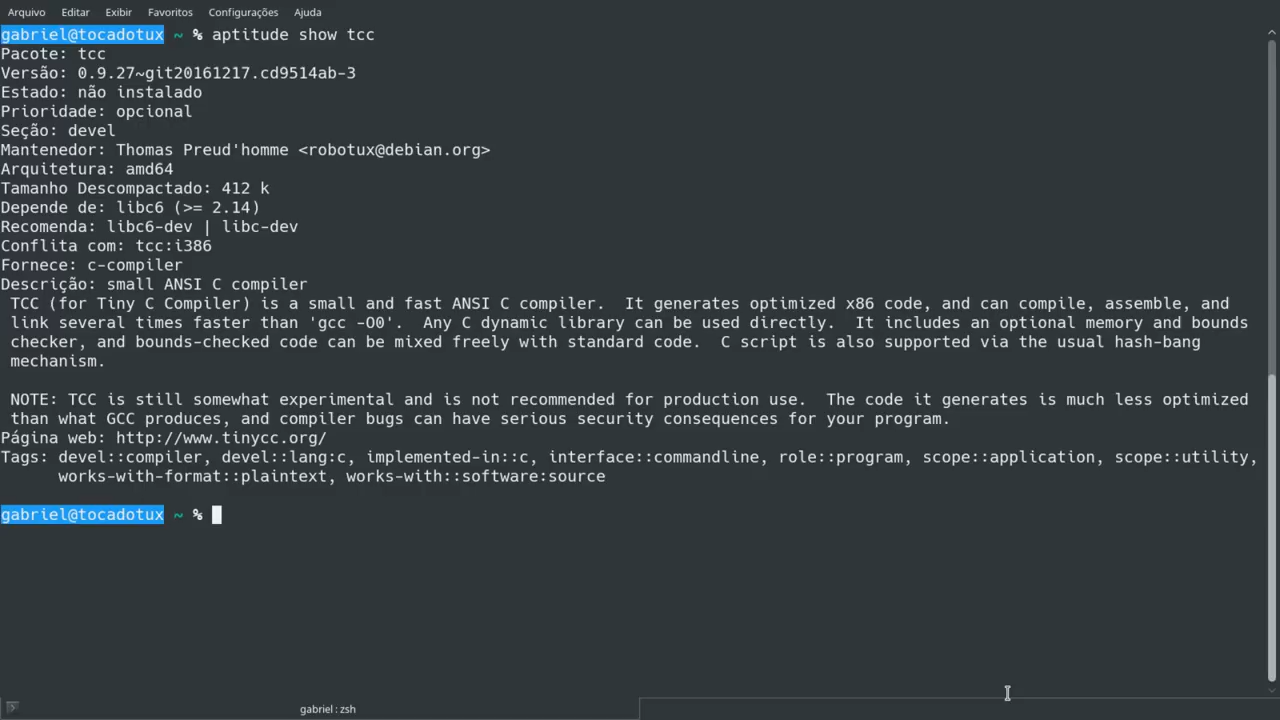 Arquivo Editar Exibir Favoritos Configurações Ajuda
gabriel@tocadotux ~ % aptitude show tcc
Pacote: tcc
Versão: 0.9.27~git20161217.cd9514ab-3
Estado: não instalado
Prioridade: opcional
Seção: devel
Mantenedor: Thomas Preud'homme <robotux@debian.org>
Arquitetura: amd64
Tamanho Descompactado: 412 k
Depende de: libc6 (>= 2.14)
Recomenda: libc6-dev | libc-dev
Conflita com: tcc:i386
Fornece: c-compiler
Descrição: small ANSI C compiler
TCC (for Tiny C Compiler) is a small and fast ANSI C compiler.  It generates optimized x86 code, and can compile, assemble, and
link several times faster than 'gcc -O0'.  Any C dynamic library can be used directly.  It includes an optional memory and bounds
checker, and bounds-checked code can be mixed freely with standard code.  C script is also supported via the usual hash-bang
mechanism.
NOTE: TCC is still somewhat experimental and is not recommended for production use.  The code it generates is much less optimized
than what GCC produces, and compiler bugs can have serious security consequences for your program.
Página web: http://www.tinycc.org/
Tags: devel::compiler, devel::lang:c, implemented-in::c, interface::commandline, role::program, scope::application, scope::utility,
works-with-format::plaintext, works-with::software:source
gabriel@tocadotux ~ %
gabriel : zsh